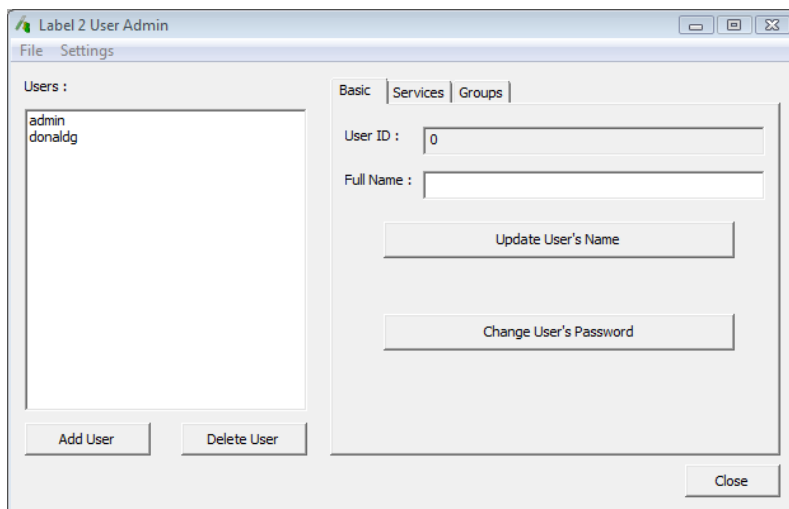 Label 2 User Admin
File Settings
Users :
admin
donaldg
Add User Delete User
Basic Services Groups
User ID : 0
Full Name :
Update User's Name
Change User's Password
Close